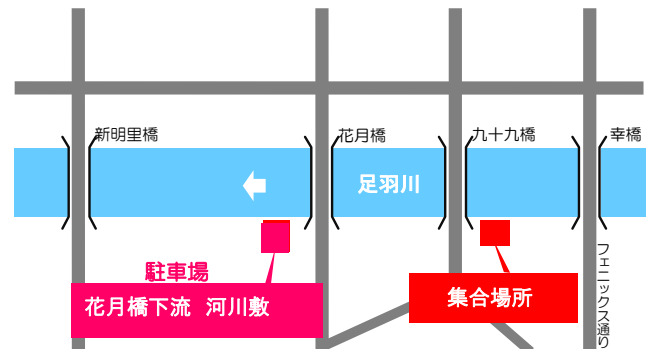 新明里橋
花月橋
九十九橋
幸橋
足羽川
フェニックス通り
駐車場
花月橋下流 河川敷
集合場所